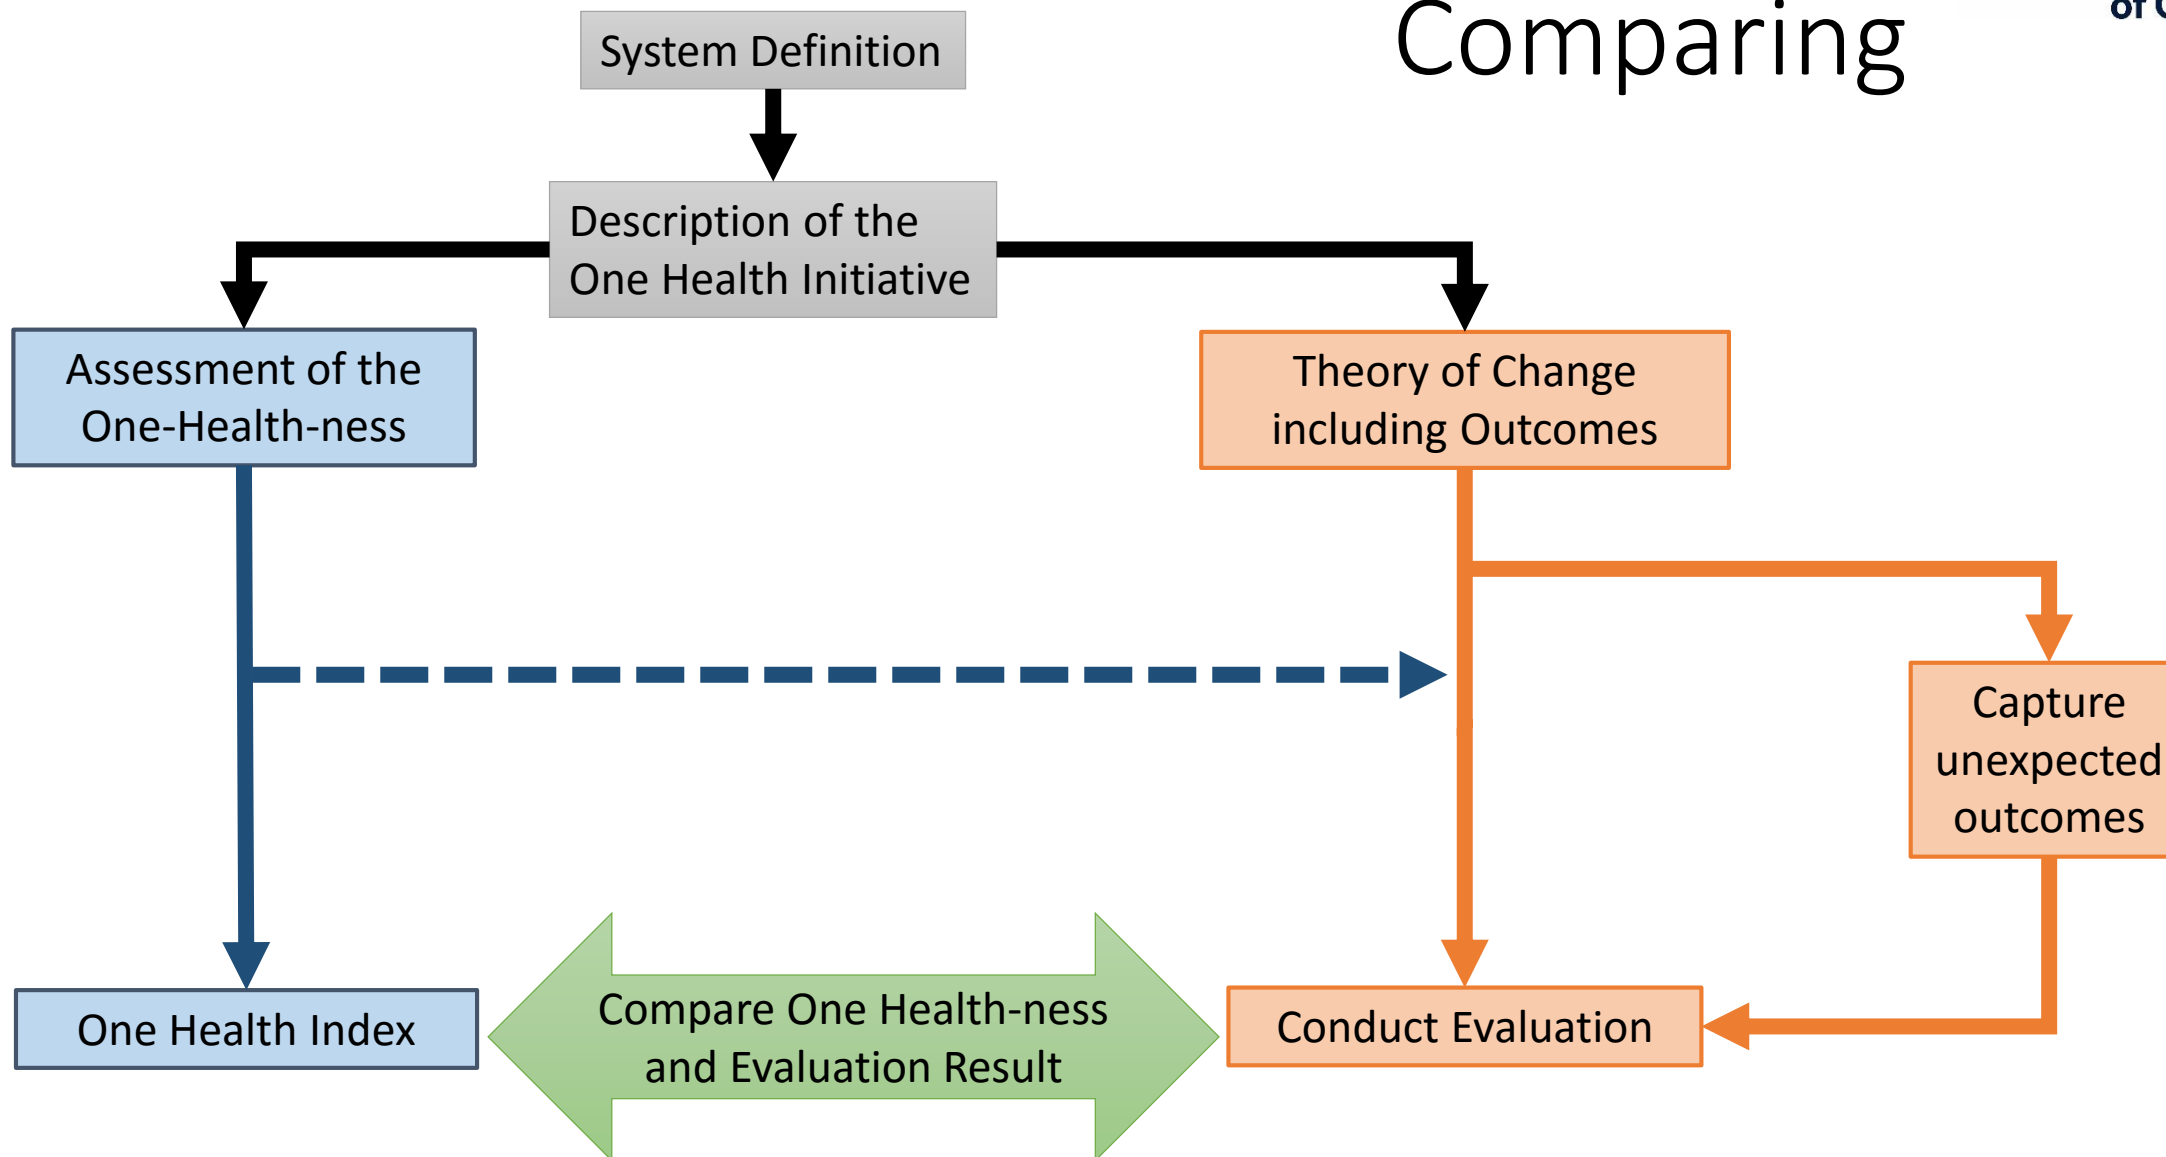 Comparing
of
System Definition
Description of the
One Health Initiative
Assessment of the
One-Health-ness
Theory of Change
including Outcomes
Capture
unexpected
outcomes
One Health Index
Compare One Health-ness
and Evaluation Result
Conduct Evaluation